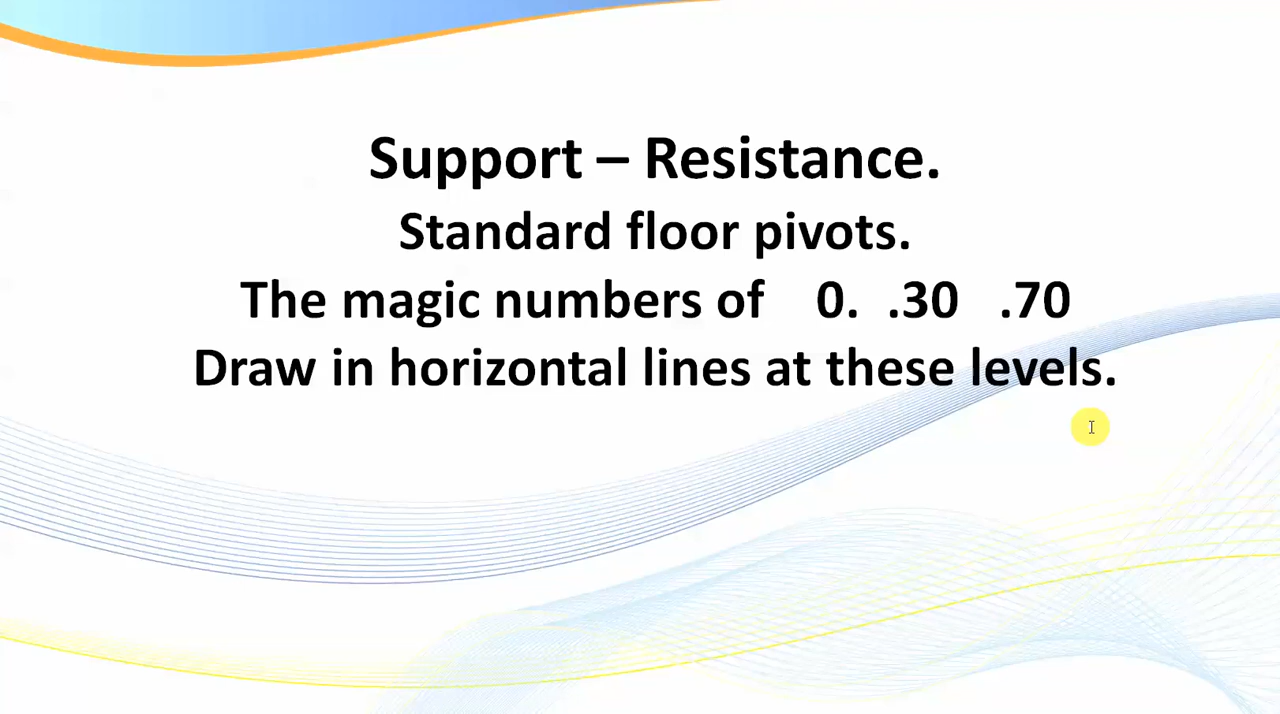 Support – Resistance.
Standard floor pivots.
The magic numbers of 0. .30 .70
Draw in horizontal lines at these levels.